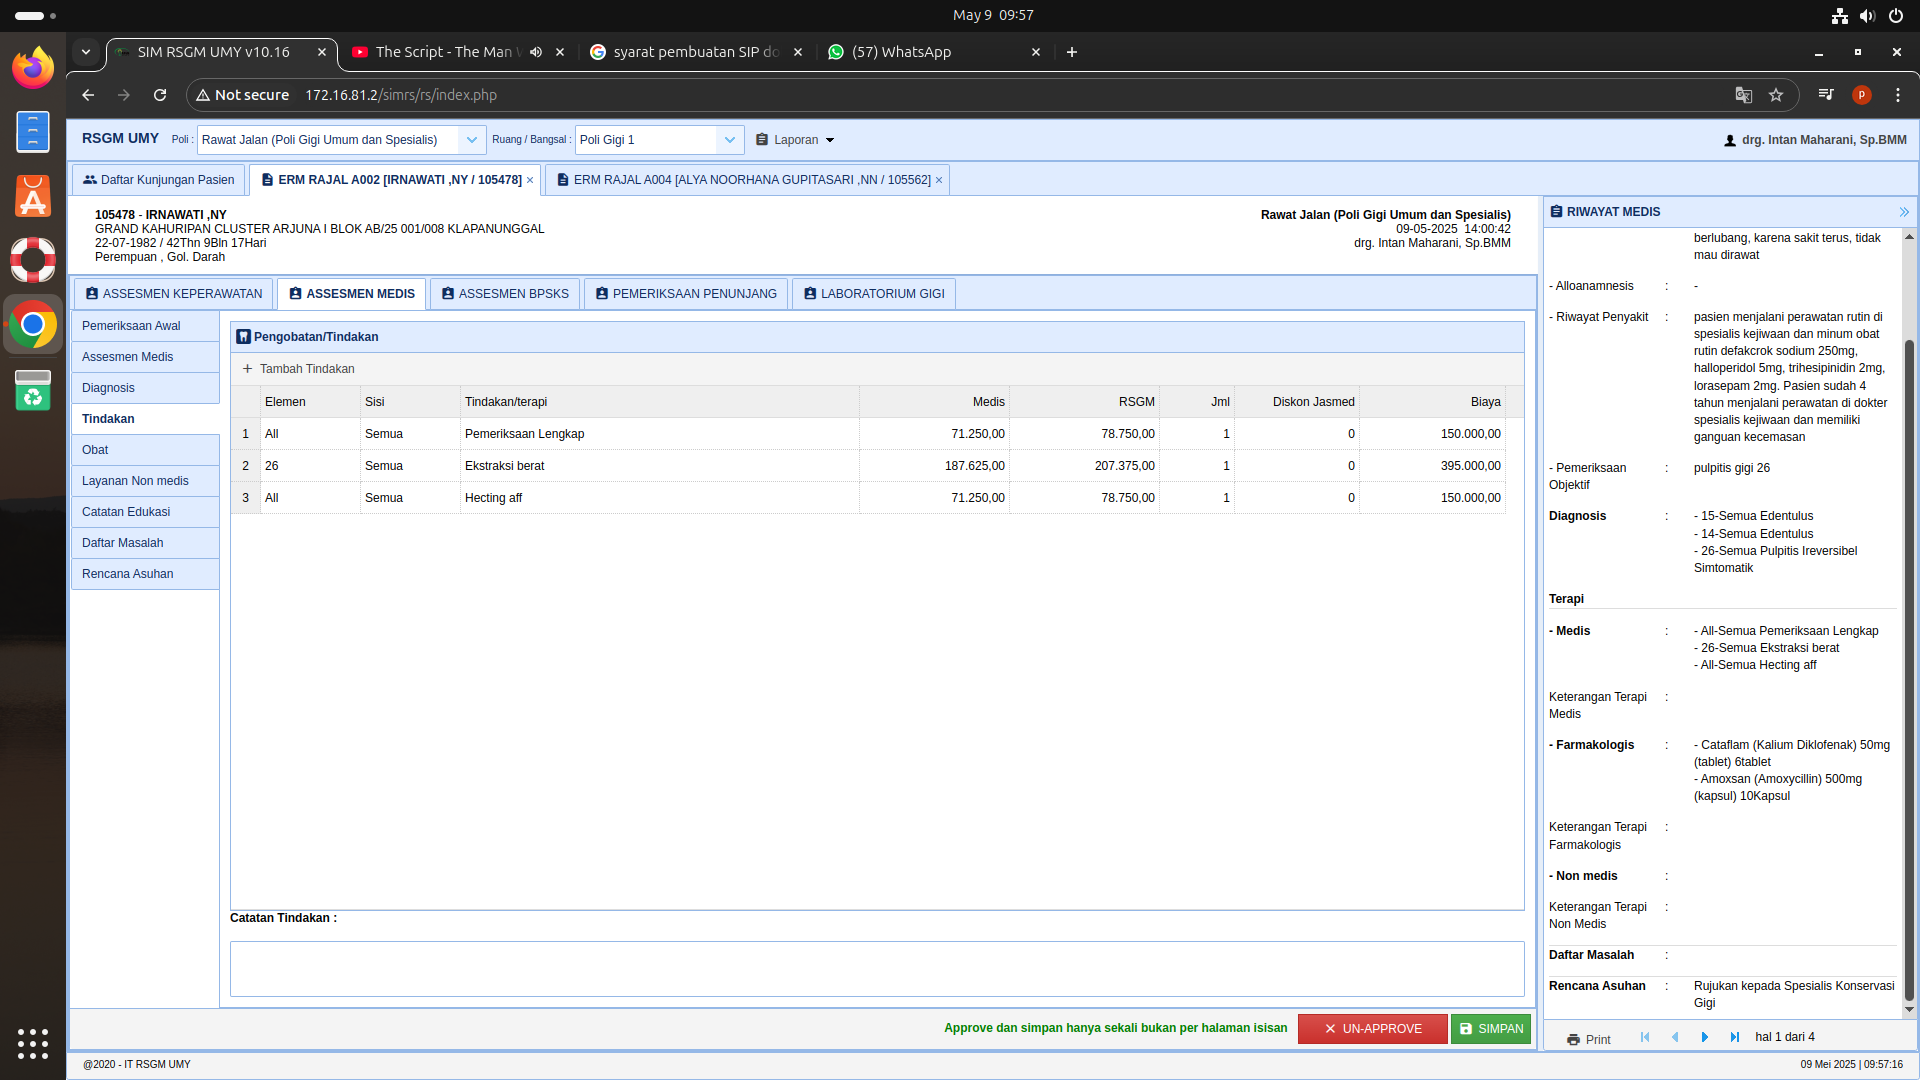 May 9 09:57
SIM RSGM UMY v10.16
The Script - The Man
syarat pembuatan SIP do
(57) WhatsApp
Not secure 172.16.81.2/simrs/rs/index.php
P
RSGM UMY Poli : Rawat Jalan (Poli Gigi Umum dan Spesialis) Ruang / Bangsal : Poli Gigi 1 Laporan
drg. Intan Maharani, Sp.BMM
Daftar Kunjungan Pasien
ERM RAJAL A002 [IRNAWATI ,NY / 105478]
ERM RAJAL A004 [ALYA NOORHANA GUPITASARI ,NN / 105562]
105478 - IRNAWATI ,NY
GRAND KAHURIPAN CLUSTER ARJUNA I BLOK AB/25 001/008 KLAPANUNGGAL
22-07-1982 / 42Thn 9Bln 17Hari
Perempuan , Gol. Darah
Rawat Jalan (Poli Gigi Umum dan Spesialis)
09-05-2025 14:00:42
drg. Intan Maharani, Sp.BMM
ASSESMEN KEPERAWATAN
ASSESMEN MEDIS
ASSESMEN BPSKS
PEMERIKSAAN PENUNJANG
LABORATORIUM GIGI
Pemeriksaan Awal
Assesmen Medis
Diagnosis
Tindakan
Obat
Layanan Non medis
Catatan Edukasi
Daftar Masalah
Rencana Asuhan
Pengobatan/Tindakan
+ Tambah Tindakan
Elemen Sisi Tindakan/terapi Medis RSGM Jml Diskon Jasmed Biaya
1 All Semua Pemeriksaan Lengkap 71.250,00 78.750,00 1 0 150.000,00
2 26 Semua Ekstraksi berat 187.625,00 207.375,00 1 0 395.000,00
3 All Semua Hecting aff 71.250,00 78.750,00 1 0 150.000,00
Catatan Tindakan :
Approve dan simpan hanya sekali bukan per halaman isisan
UN-APPROVE
SIMPAN
RIWAYAT MEDIS
berlubang, karena sakit terus, tidak
mau dirawat
- Alloanamnesis : -
- Riwayat Penyakit : pasien menjalani perawatan rutin di
spesialis kejiwaan dan minum obat
rutin defakcrok sodium 250mg,
halloperidol 5mg, trihesipinidin 2mg,
lorasepam 2mg. Pasien sudah 4
tahun menjalani perawatan di dokter
spesialis kejiwaan dan memiliki
ganguan kecemasan
- Pemeriksaan : pulpitis gigi 26
Objektif
Diagnosis : - 15-Semua Edentulus
- 14-Semua Edentulus
- 26-Semua Pulpitis Ireversibel
Simtomatik
Terapi
- Medis : - All-Semua Pemeriksaan Lengkap
- 26-Semua Ekstraksi berat
- All-Semua Hecting aff
Keterangan Terapi :
Medis
- Farmakologis : - Cataflam (Kalium Diklofenak) 50mg
(tablet) 6tablet
- Amoxsan (Amoxycillin) 500mg
(kapsul) 10Kapsul
Keterangan Terapi :
Farmakologis
- Non medis :
Keterangan Terapi :
Non Medis
Daftar Masalah :
Rencana Asuhan : Rujukan kepada Spesialis Konservasi
Gigi
Print hal 1 dari 4
@2020 - IT RSGM UMY
09 Mei 2025 | 09:57:16